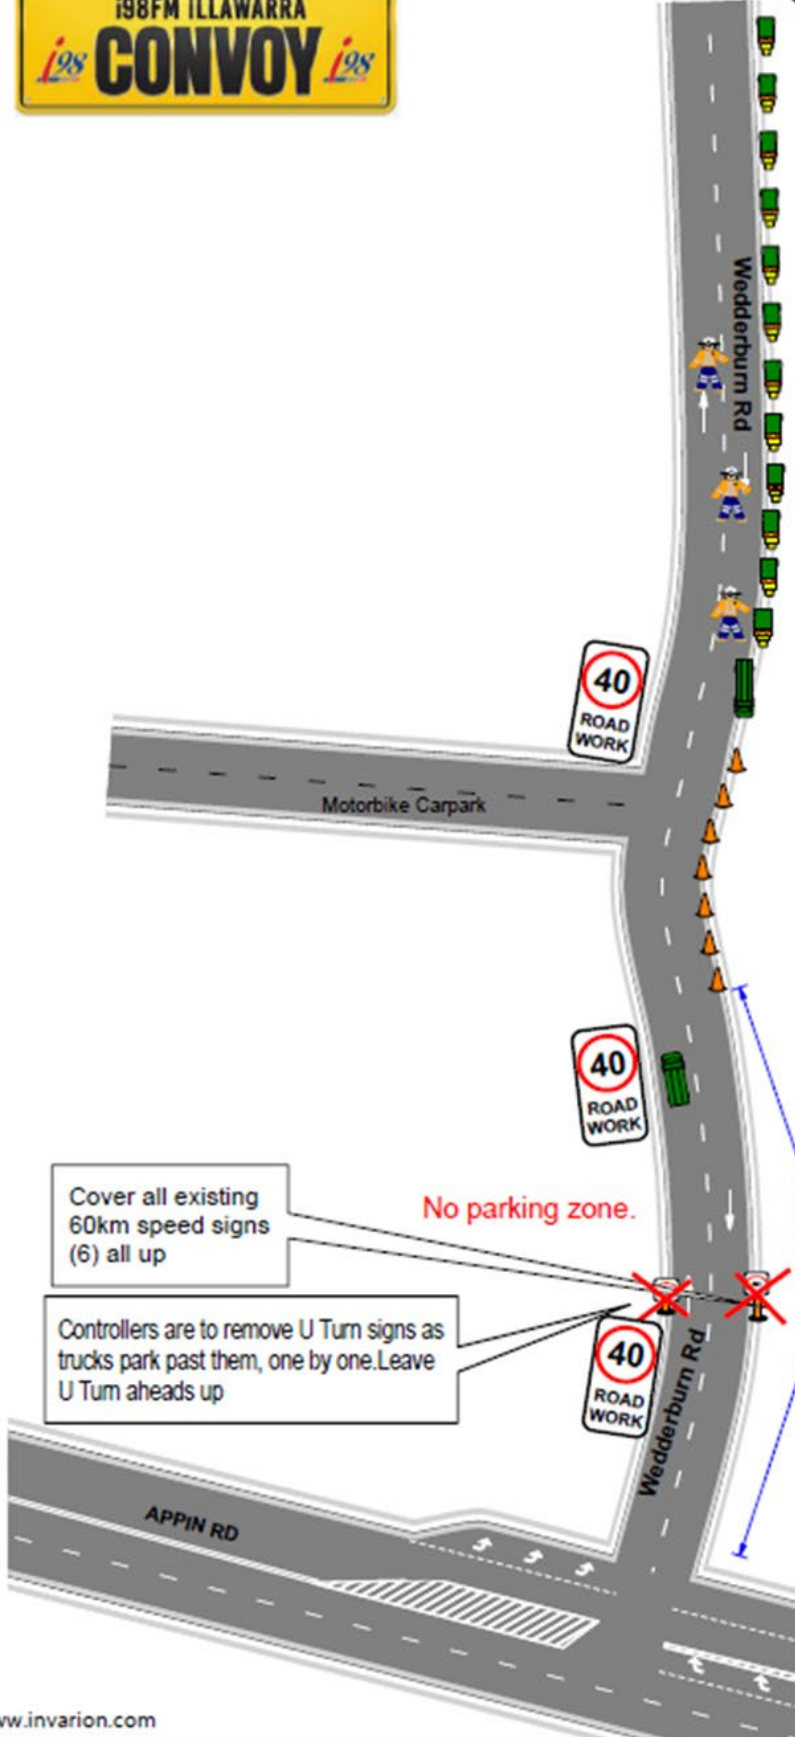 i98FM ILLAWARRA
i98 CONVOY i98
Wedderburn Rd
40
ROAD
WORK
Motorbike Carpark
40
ROAD
WORK
Cover all existing
60km speed signs
(6) all up
No parking zone.
Controllers are to remove U Turn signs as
trucks park past them, one by one.Leave
U Turn aheads up
40
ROAD
WORK
Wedderburn Rd
APPIN RD
ww.invarion.com